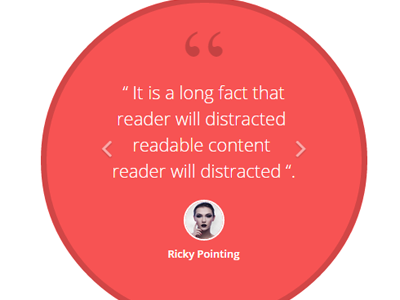 “
“ It is a long fact that
reader will distracted
readable content
reader will distracted “.
Ricky Pointing